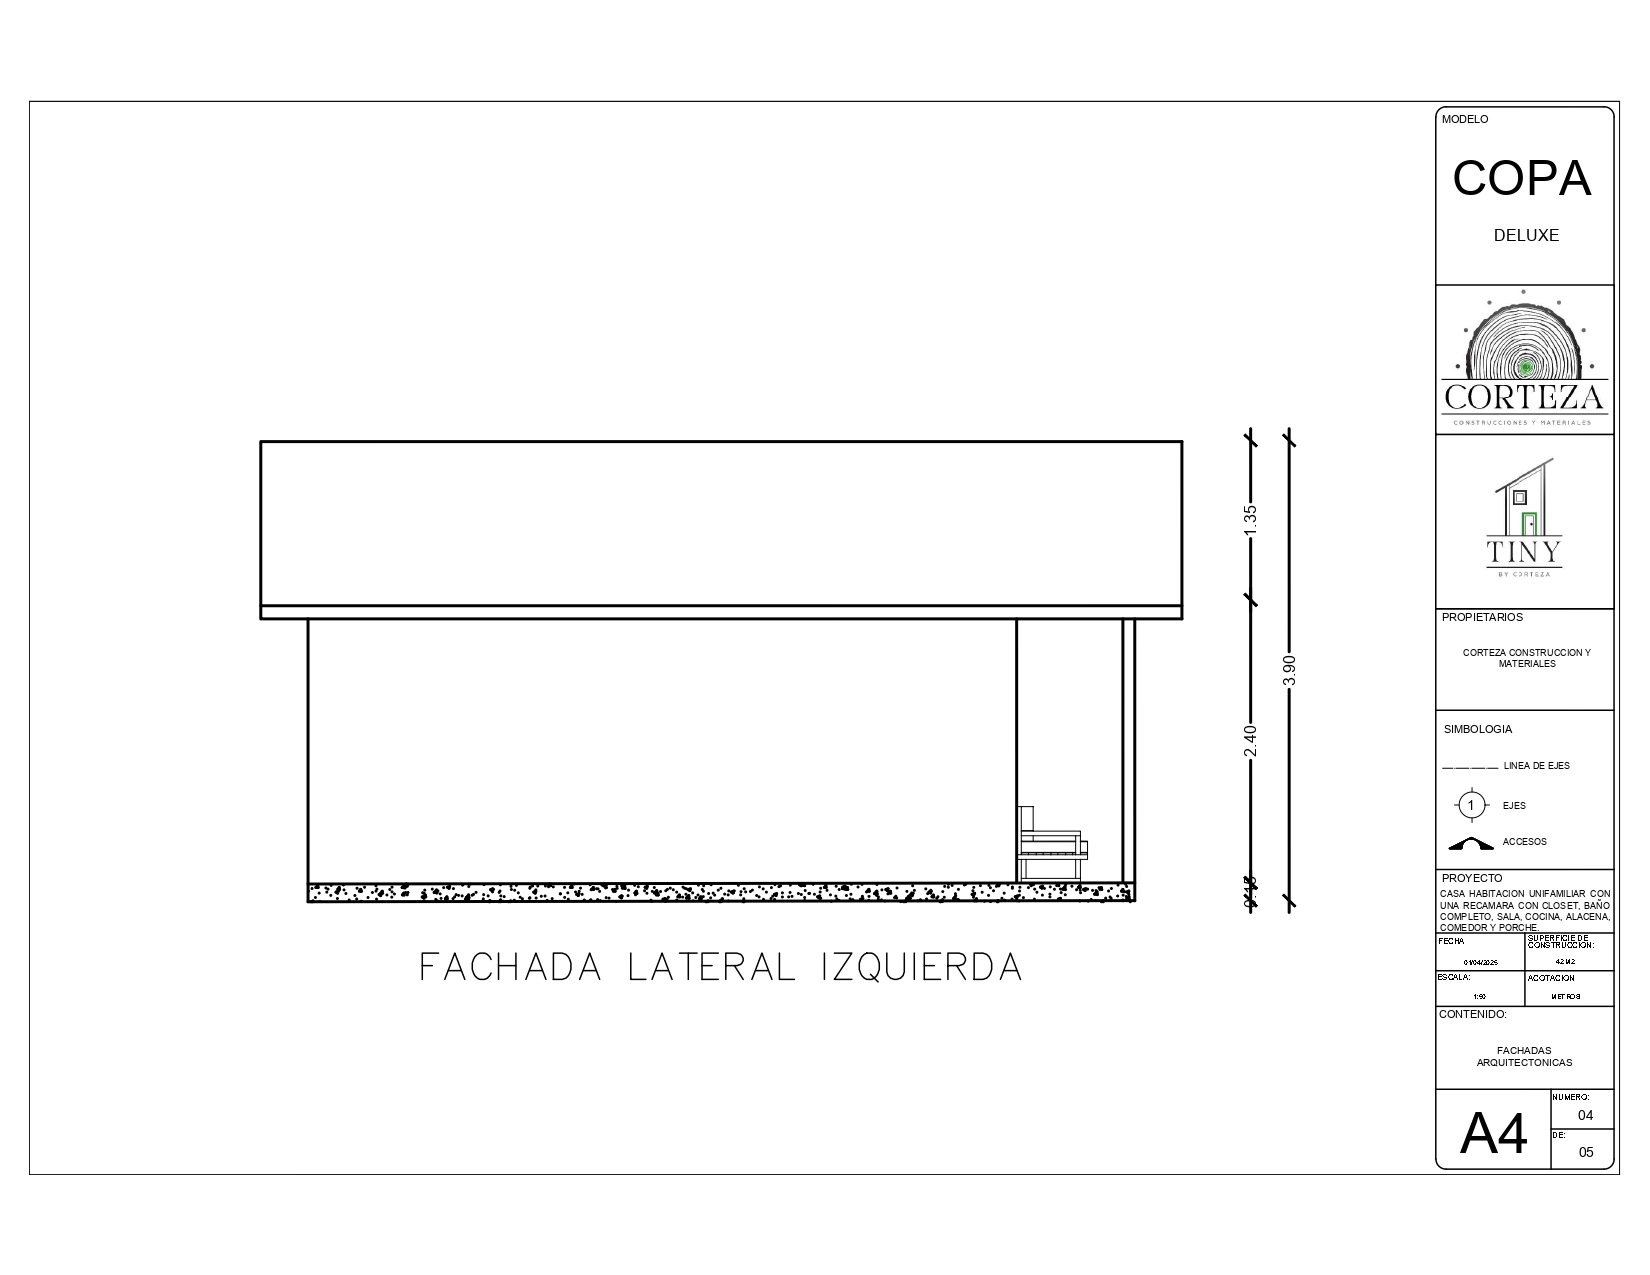 MODELO
COPA
DELUXE
CORTEZA
CONSTRUCCIONES Y MATERIALES
TINY
BY CORTEZA
PROPIETARIOS
CORTEZA CONSTRUCCION Y
MATERIALES
SIMBOLOGIA
LINEA DE EJES
1
EJES
ACCESOS
PROYECTO
CASA HABITACION UNIFAMILIAR CON
UNA RECAMARA CON CLOSET, BAÑO
COMPLETO, SALA, COCINA, ALACENA,
COMEDOR Y PORCHE.
FECHA
01/04/2025
SUPERFICIE DE
CONSTRUCCION:
42 M2
ESCALA:
1:50
ACOTACION
METROS
CONTENIDO:
FACHADAS
ARQUITECTONICAS
A4
NUMERO:
04
DE:
05
1.35
2.40
0.15
3.90
FACHADA LATERAL IZQUIERDA